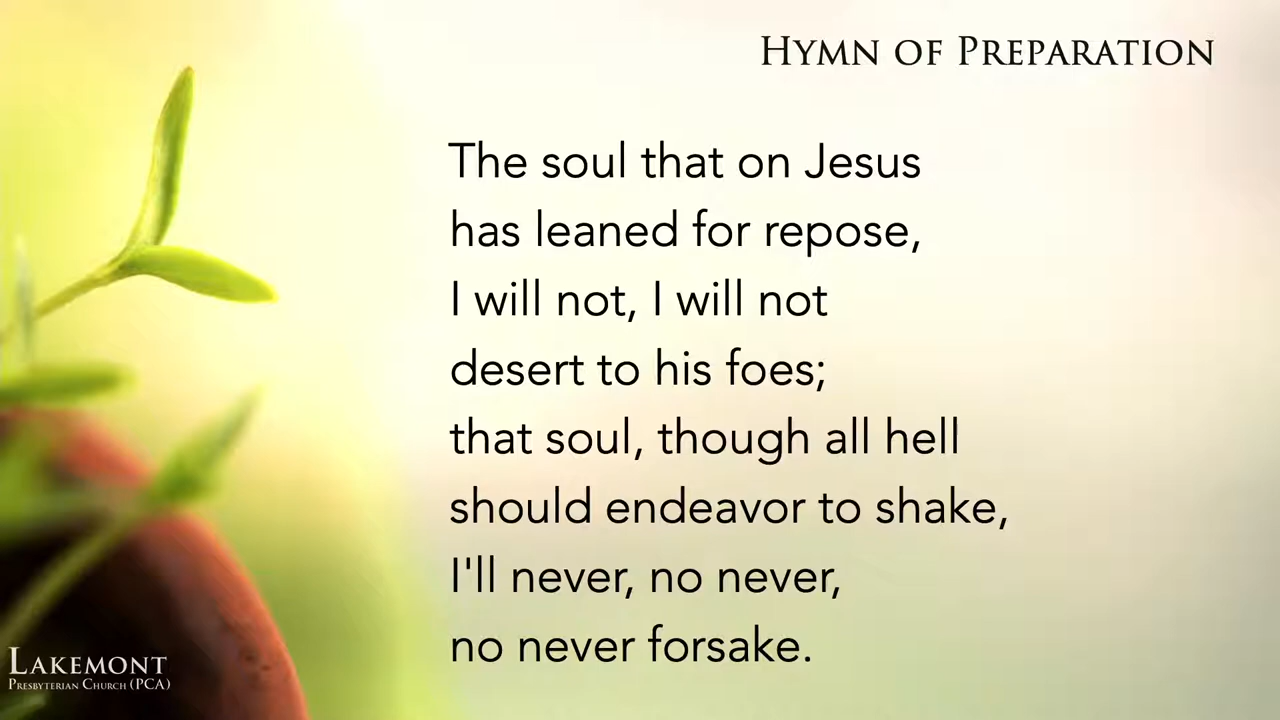 HYMN OF PREPARATION
The soul that on Jesus
has leaned for repose,
I will not, I will not
desert to his foes;
that soul, though all hell
should endeavor to shake,
I'll never, no never,
no never forsake.
LAKEMONT
PRESBYTERIAN CHURCH (PCA)